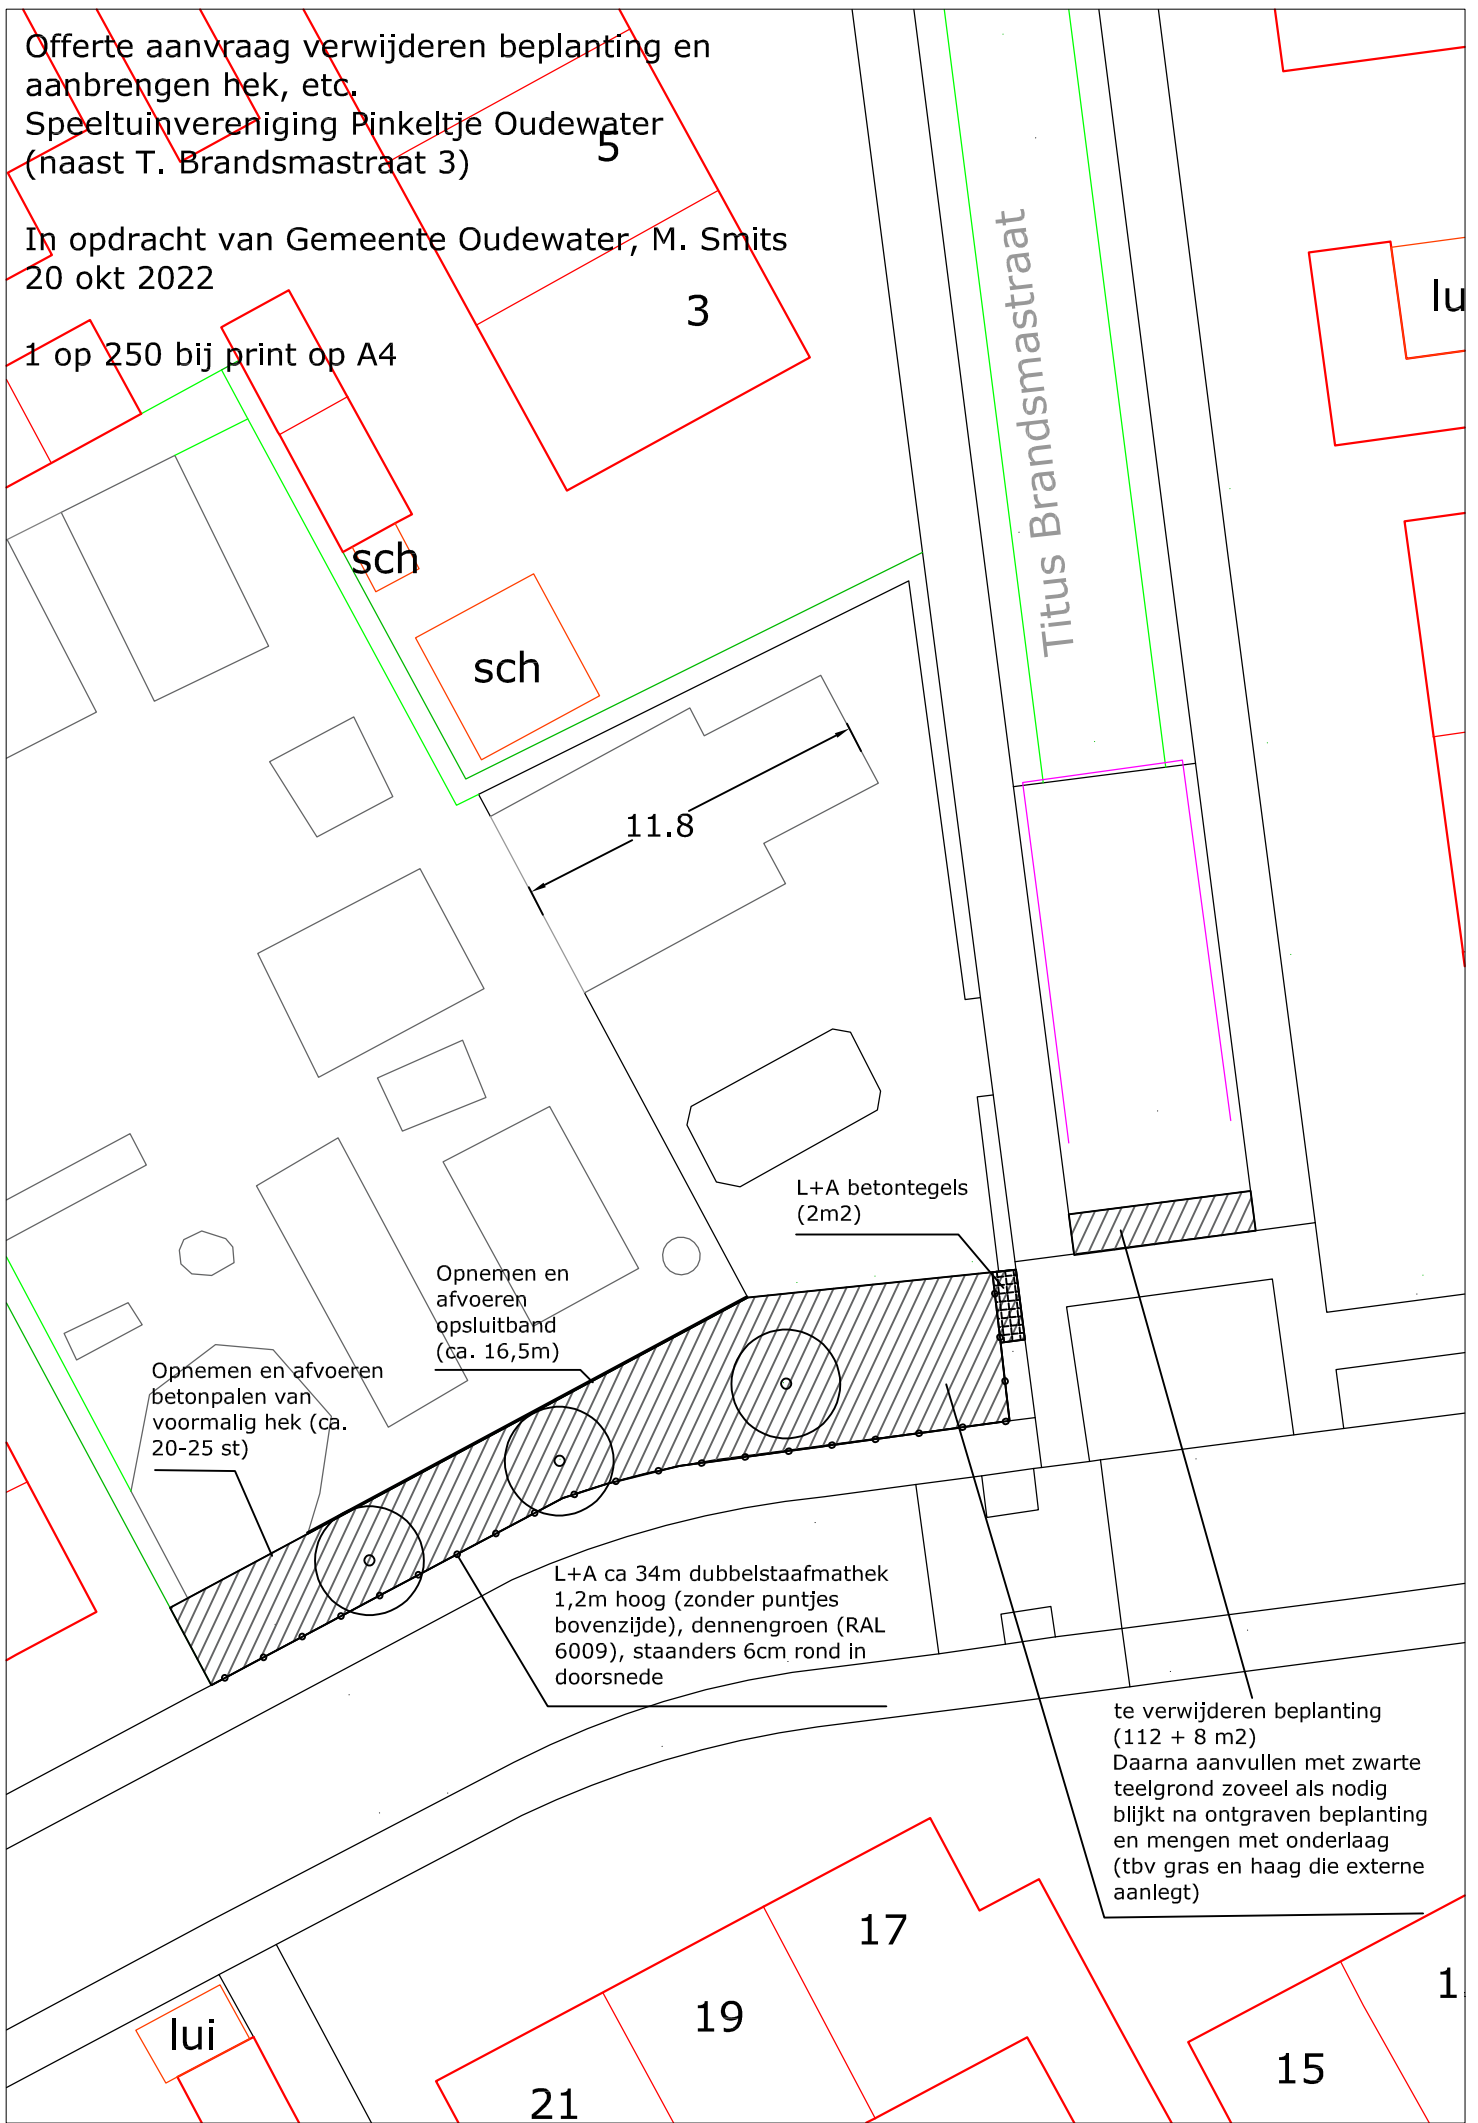 Offerte aanvraag verwijderen beplanting en
aanbrengen hek, etc.
Speeltuinvereniging Pinkeltje Oudewater
(naast T. Brandsmastraat 3)
In opdracht van Gemeente Oudewater, M. Smits
20 okt 2022
1 op 250 bij print op A4
5
3
Titus Brandsmastraat
lu
sch
sch
11.8
L+A betontegels
(2m2)
Opnemen en
afvoeren
opsluitband
(ca. 16,5m)
Opnemen en afvoeren
betonpalen van
voormalig hek (ca.
20-25 st)
L+A ca 34m dubbelstaafmathek
1,2m hoog (zonder puntjes
bovenzijde), dennengroen (RAL
6009), staanders 6cm rond in
doorsnede
te verwijderen beplanting
(112 + 8 m2)
Daarna aanvullen met zwarte
teelgrond zoveel als nodig
blijkt na ontgraven beplanting
en mengen met onderlaag
(tbv gras en haag die externe
aanlegt)
17
19
21
15
1
lui